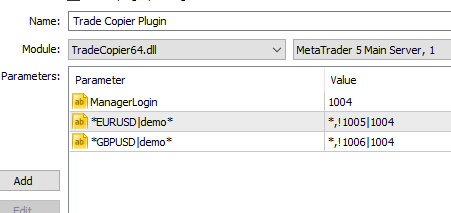 Name: Trade Copier Plugin
Module: TradeCopier64.dll MetaTrader 5 Main Server, 1
Parameters: Parameter Value
ManagerLogin 1004
*EURUSD|demo* *,!1005|1004
*GBPUSD|demo* *,!1006|1004
Add
Edit